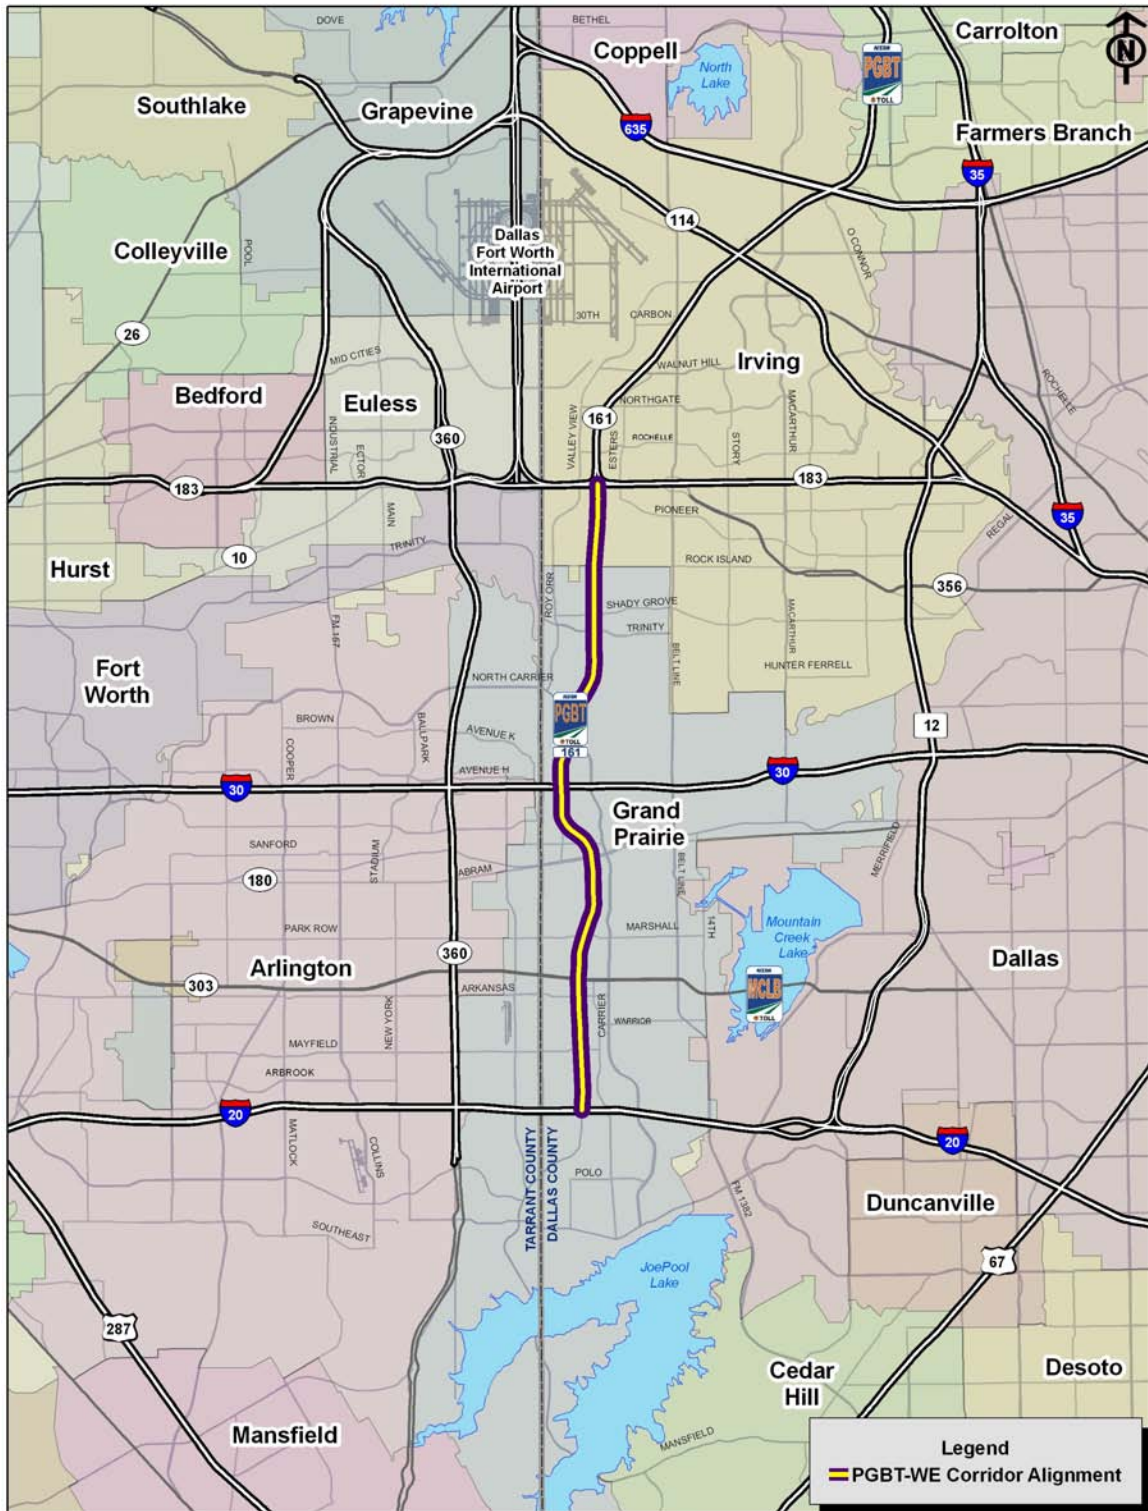 DOVE
BETHEL
Coppell
Carrolton
N
North
Lake
NTTA
PGBT
TOLL
Southlake
Grapevine
635
Farmers Branch
35
114
Colleyville
POOL
Dallas
Fort Worth
International
Airport
O CONNOR
30TH
CARBON
26
MID CITIES
WALNUT HILL
Irving
ROCHELLE
Bedford
Euless
NORTHGATE
MACARTHUR
161
INDUSTRIAL
ECTOR
360
VALLEY VIEW
ESTERS
ROCHELLE
STORY
183
183
MAIN
PIONEER
35
REGAL
TRINITY
10
ROCK ISLAND
Hurst
356
ROY ORR
SHADY GROVE
MACARTHUR
FM 157
TRINITY
BELT LINE
HUNTER FERRELL
Fort
Worth
NORTH CARRIER
PGBT
TOLL
161
BROWN
BALLPARK
AVENUE K
12
COOPER
AVENUE H
30
30
Grand
Prairie
SANFORD
STADIUM
ABRAM
BELT LINE
MERRIFIELD
180
PARK ROW
MARSHALL
14TH
Mountain
Creek
Lake
360
Arlington
Dallas
303
ARKANSAS
MCLB
TOLL
NEW YORK
CARRIER
WARRIOR
MAYFIELD
ARBROOK
20
20
MATLOCK
COLLINS
TARRANT COUNTY
DALLAS COUNTY
POLO
FM 1382
Duncanville
SOUTHEAST
67
JoePool
Lake
287
Cedar
Hill
Desoto
Mansfield
MANSFIELD
Legend
PGBT-WE Corridor Alignment